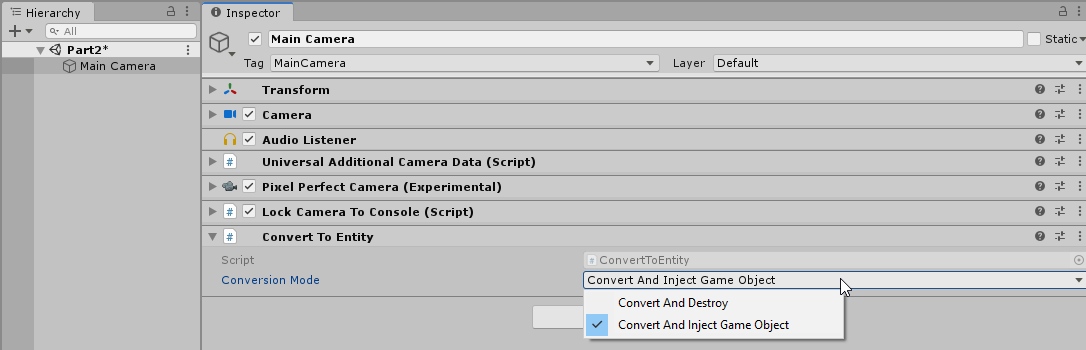 Hierarchy
All
Part2*
Main Camera
Inspector
Main Camera
Static
Tag MainCamera Layer Default
Transform
Camera
Audio Listener
Universal Additional Camera Data (Script)
Pixel Perfect Camera (Experimental)
Lock Camera To Console (Script)
Convert To Entity
Script ConvertToEntity
Conversion Mode Convert And Inject Game Object
Convert And Destroy
Convert And Inject Game Object